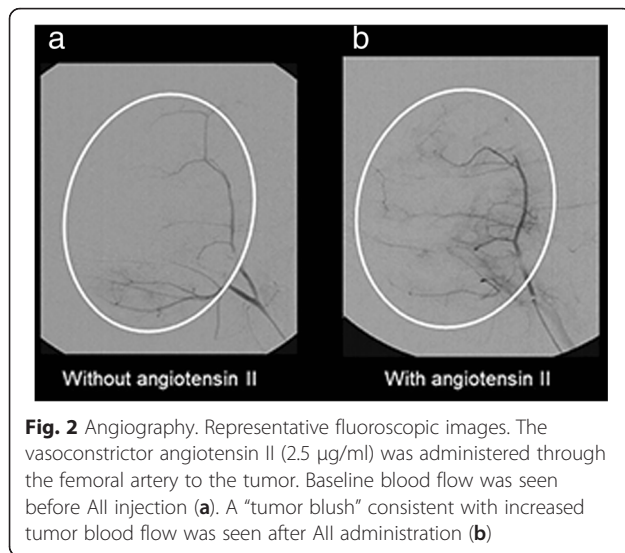 a
b
Without angiotensin II
With angiotensin II
Fig. 2 Angiography. Representative fluoroscopic images. The
vasoconstrictor angiotensin II (2.5 μg/ml) was administered through
the femoral artery to the tumor. Baseline blood flow was seen
before AII injection (a). A “tumor blush” consistent with increased
tumor blood flow was seen after AII administration (b)